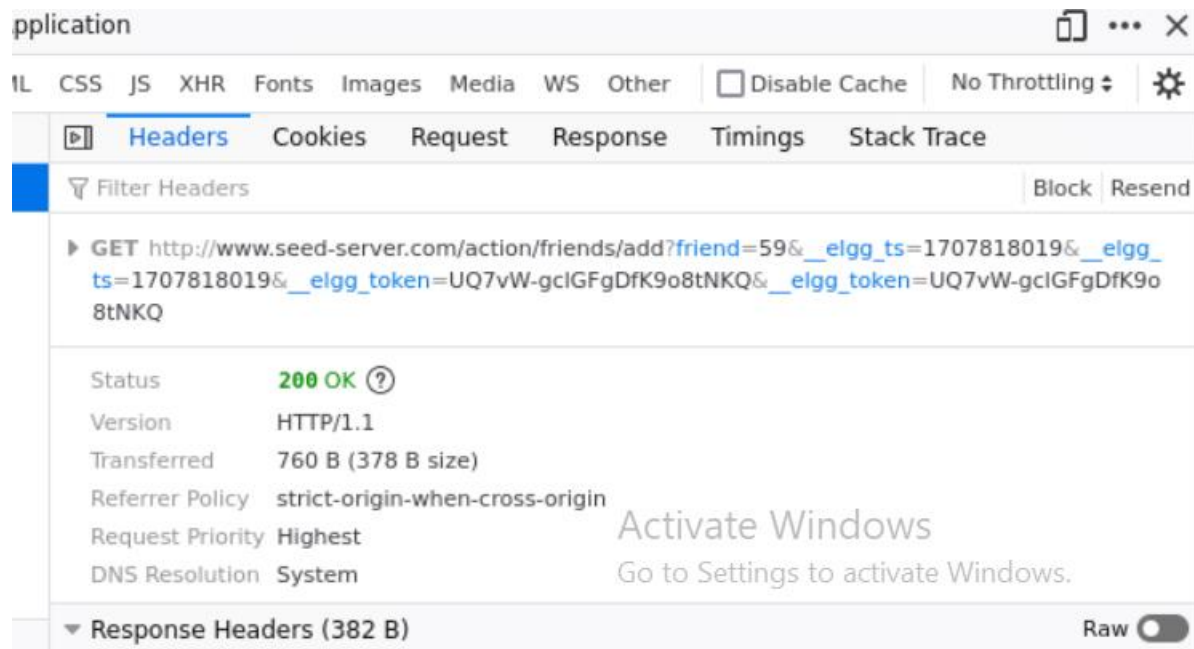 pplication
ML CSS JS XHR Fonts Images Media WS Other Disable Cache No Throttling
Headers Cookies Request Response Timings Stack Trace
Filter Headers Block Resend
GET http://www.seed-server.com/action/friends/add?friend=59&__elgg_ts=1707818019&__elgg_
ts=1707818019&__elgg_token=UQ7vW-gclGFgDfK9o8tNKQ&__elgg_token=UQ7vW-gclGFgDfK9o
8tNKQ
Status 200 OK ?
Version HTTP/1.1
Transferred 760 B (378 B size)
Referrer Policy strict-origin-when-cross-origin
Request Priority Highest
DNS Resolution System
Activate Windows
Go to Settings to activate Windows.
Response Headers (382 B) Raw